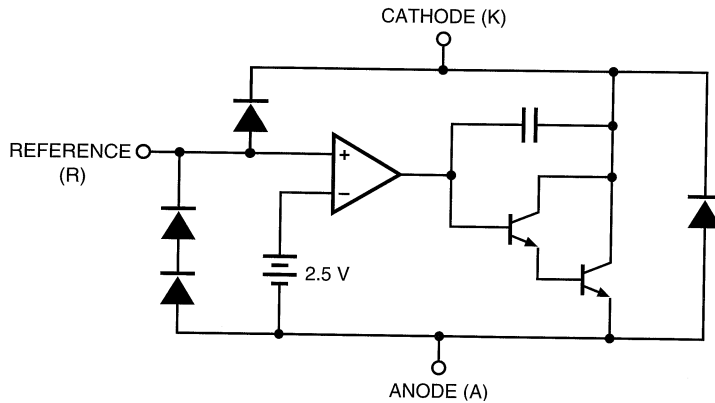 CATHODE (K)
REFERENCE
(R)
+
−
2.5 V
ANODE (A)